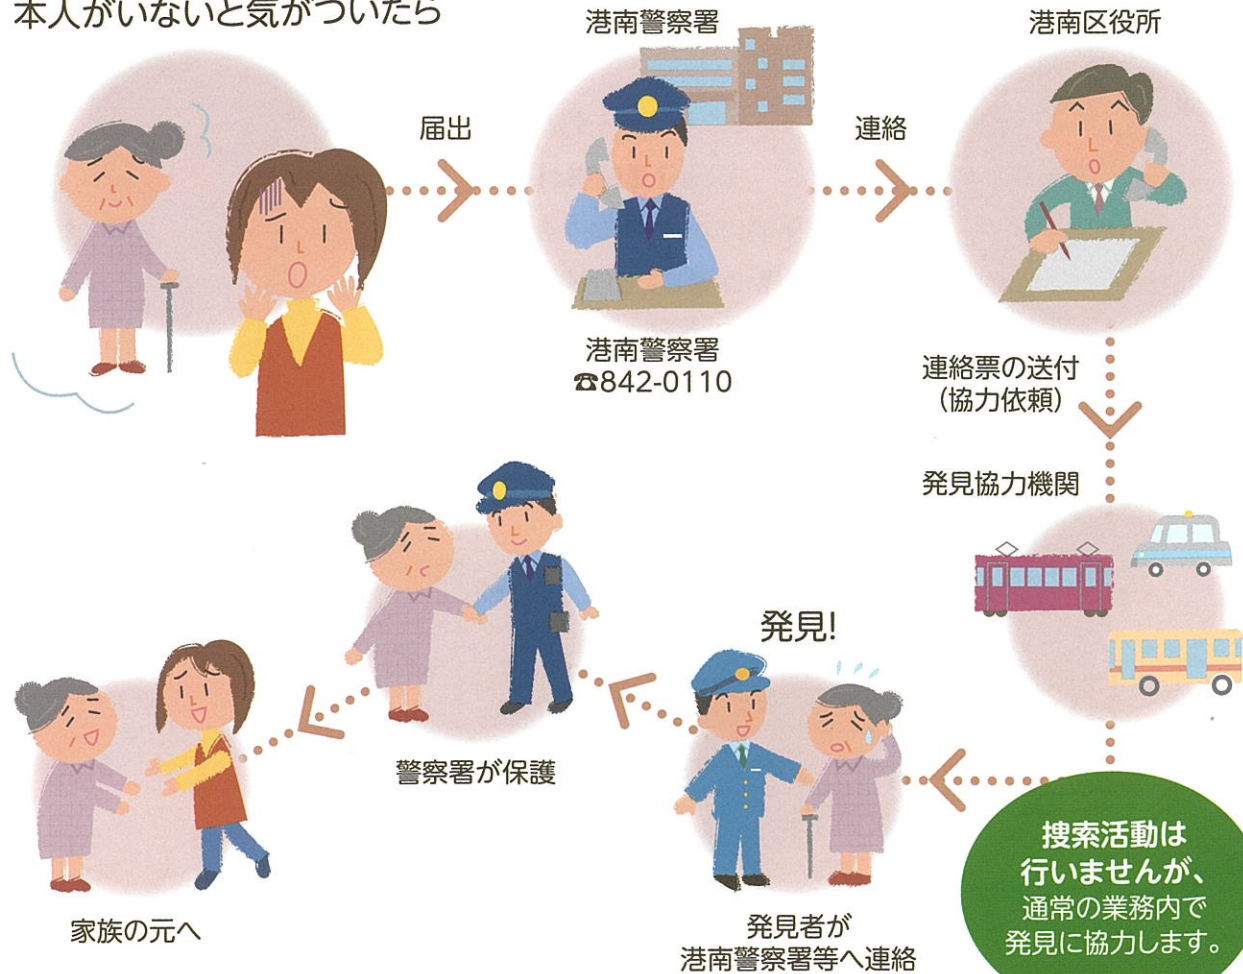 本人がいないと気がついたら
港南警察署
港南区役所
届出
連絡
港南警察署
☎842-0110
連絡票の送付
(協力依頼)
発見協力機関
発見!
警察署が保護
家族の元へ
発見者が
港南警察署等へ連絡
捜索活動は
行いませんが、
通常の業務内で
発見に協力します。